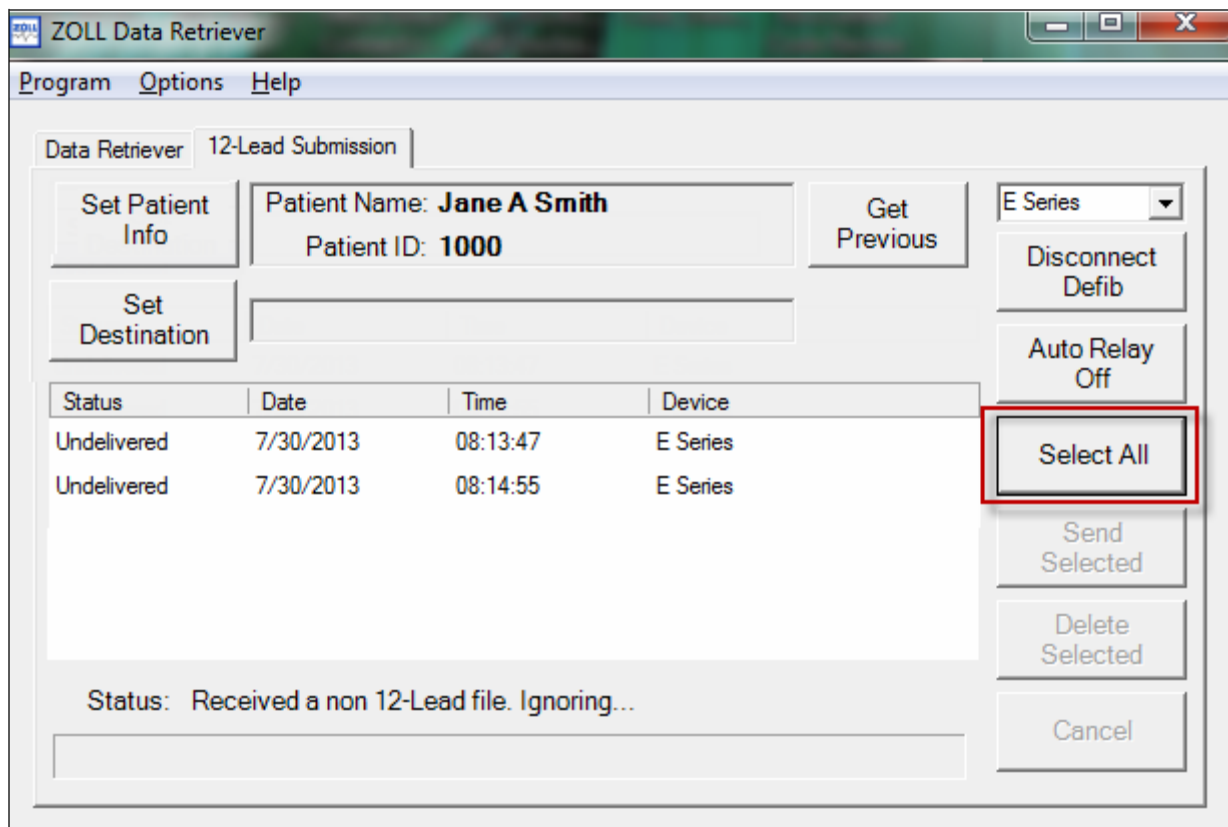 ZOLL
ZOLL Data Retriever
Program Options Help
Data Retriever
12-Lead Submission
Set Patient
Info
Patient Name: Jane A Smith
Patient ID: 1000
Get
Previous
E Series
Disconnect
Defib
Set
Destination
Auto Relay
Off
Status Date Time Device
Undelivered 7/30/2013 08:13:47 E Series
Undelivered 7/30/2013 08:14:55 E Series
Select All
Send
Selected
Delete
Selected
Status: Received a non 12-Lead file. Ignoring...
Cancel